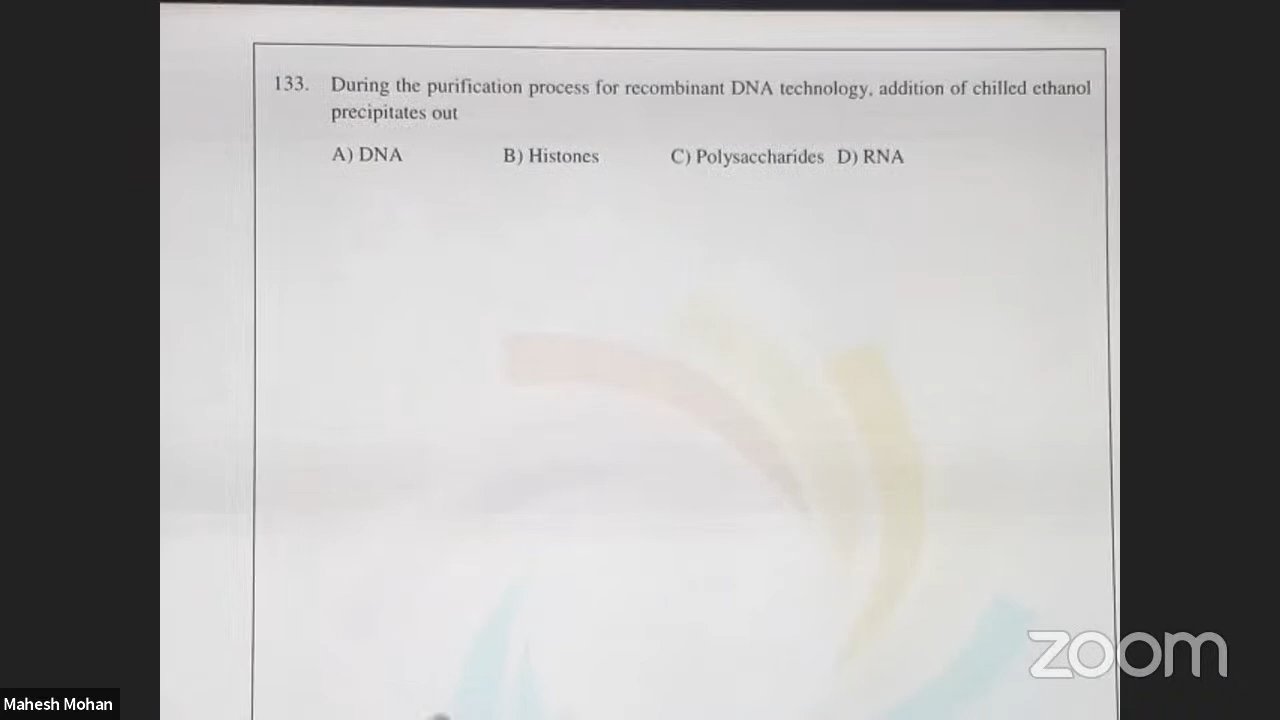 133. During the purification process for recombinant DNA technology, addition of chilled ethanol
precipitates out
A) DNA B) Histones C) Polysaccharides D) RNA
zoom
Mahesh Mohan